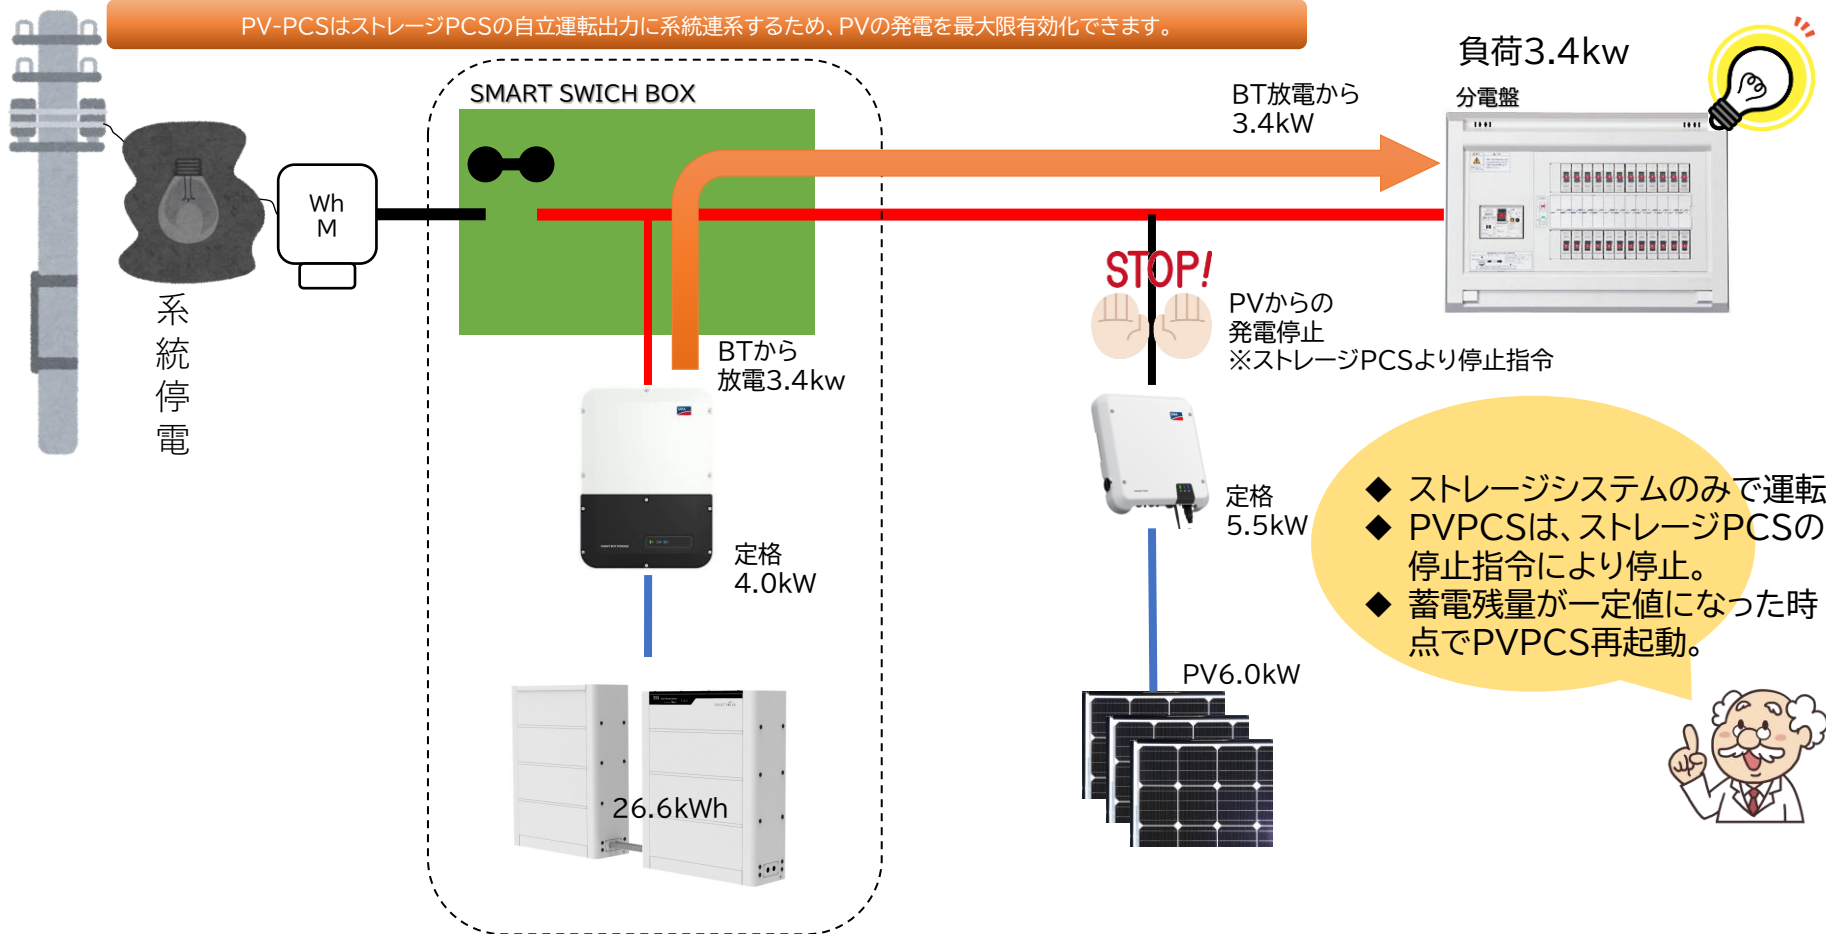 PV-PCSはストレージPCSの自立運転出力に系統連系するため、PVの発電を最大限有効化できます。
SMART SWICH BOX
BT放電から
3.4kW
負荷3.4kw
分電盤
Wh
M
系統停電
STOP!
PVからの
発電停止
※ストレージPCSより停止指令
BTから
放電3.4kw
定格
4.0kW
定格
5.5kW
◆ ストレージシステムのみで運転
◆ PVPCSは、ストレージPCSの
停止指令により停止。
◆ 蓄電残量が一定値になった時
点でPVPCS再起動。
PV6.0kW
26.6kWh